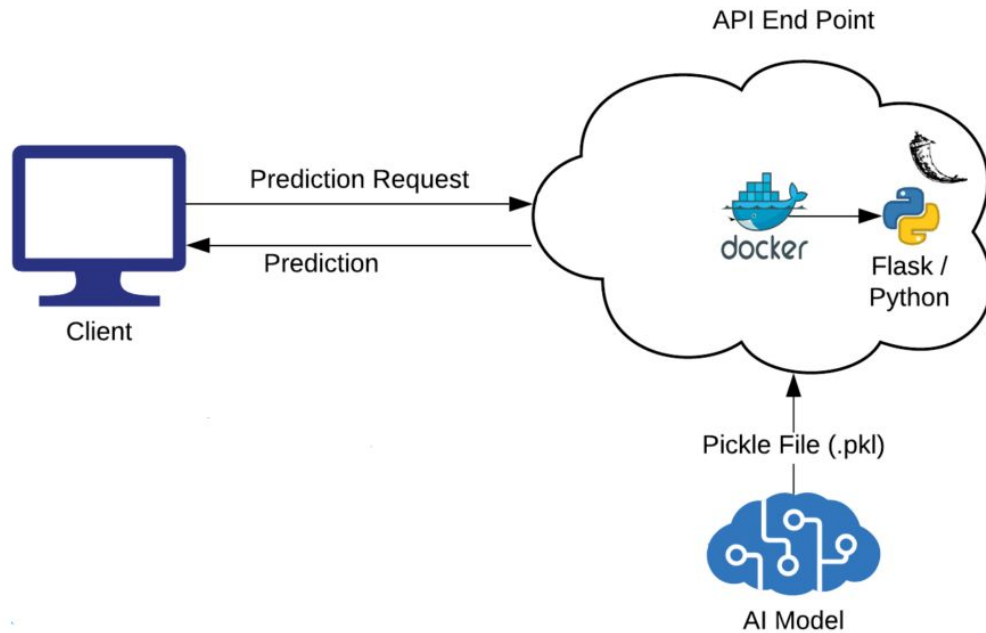 API End Point
Prediction Request
Prediction
Client
docker
Flask /
Python
Pickle File (.pkl)
AI Model